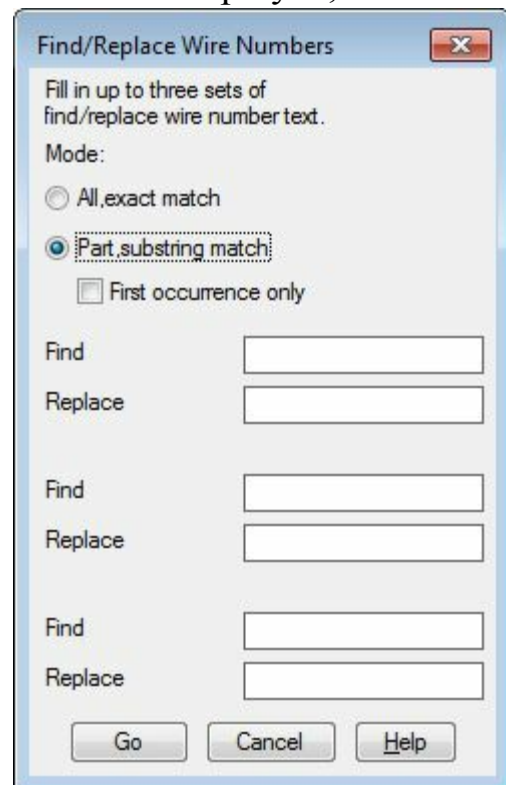 Find/Replace Wire Numbers
Fill in up to three sets of
find/replace wire number text.
Mode:
All,exact match
Part,substring match
First occurrence only
Find
Replace
Find
Replace
Find
Replace
Go Cancel Help